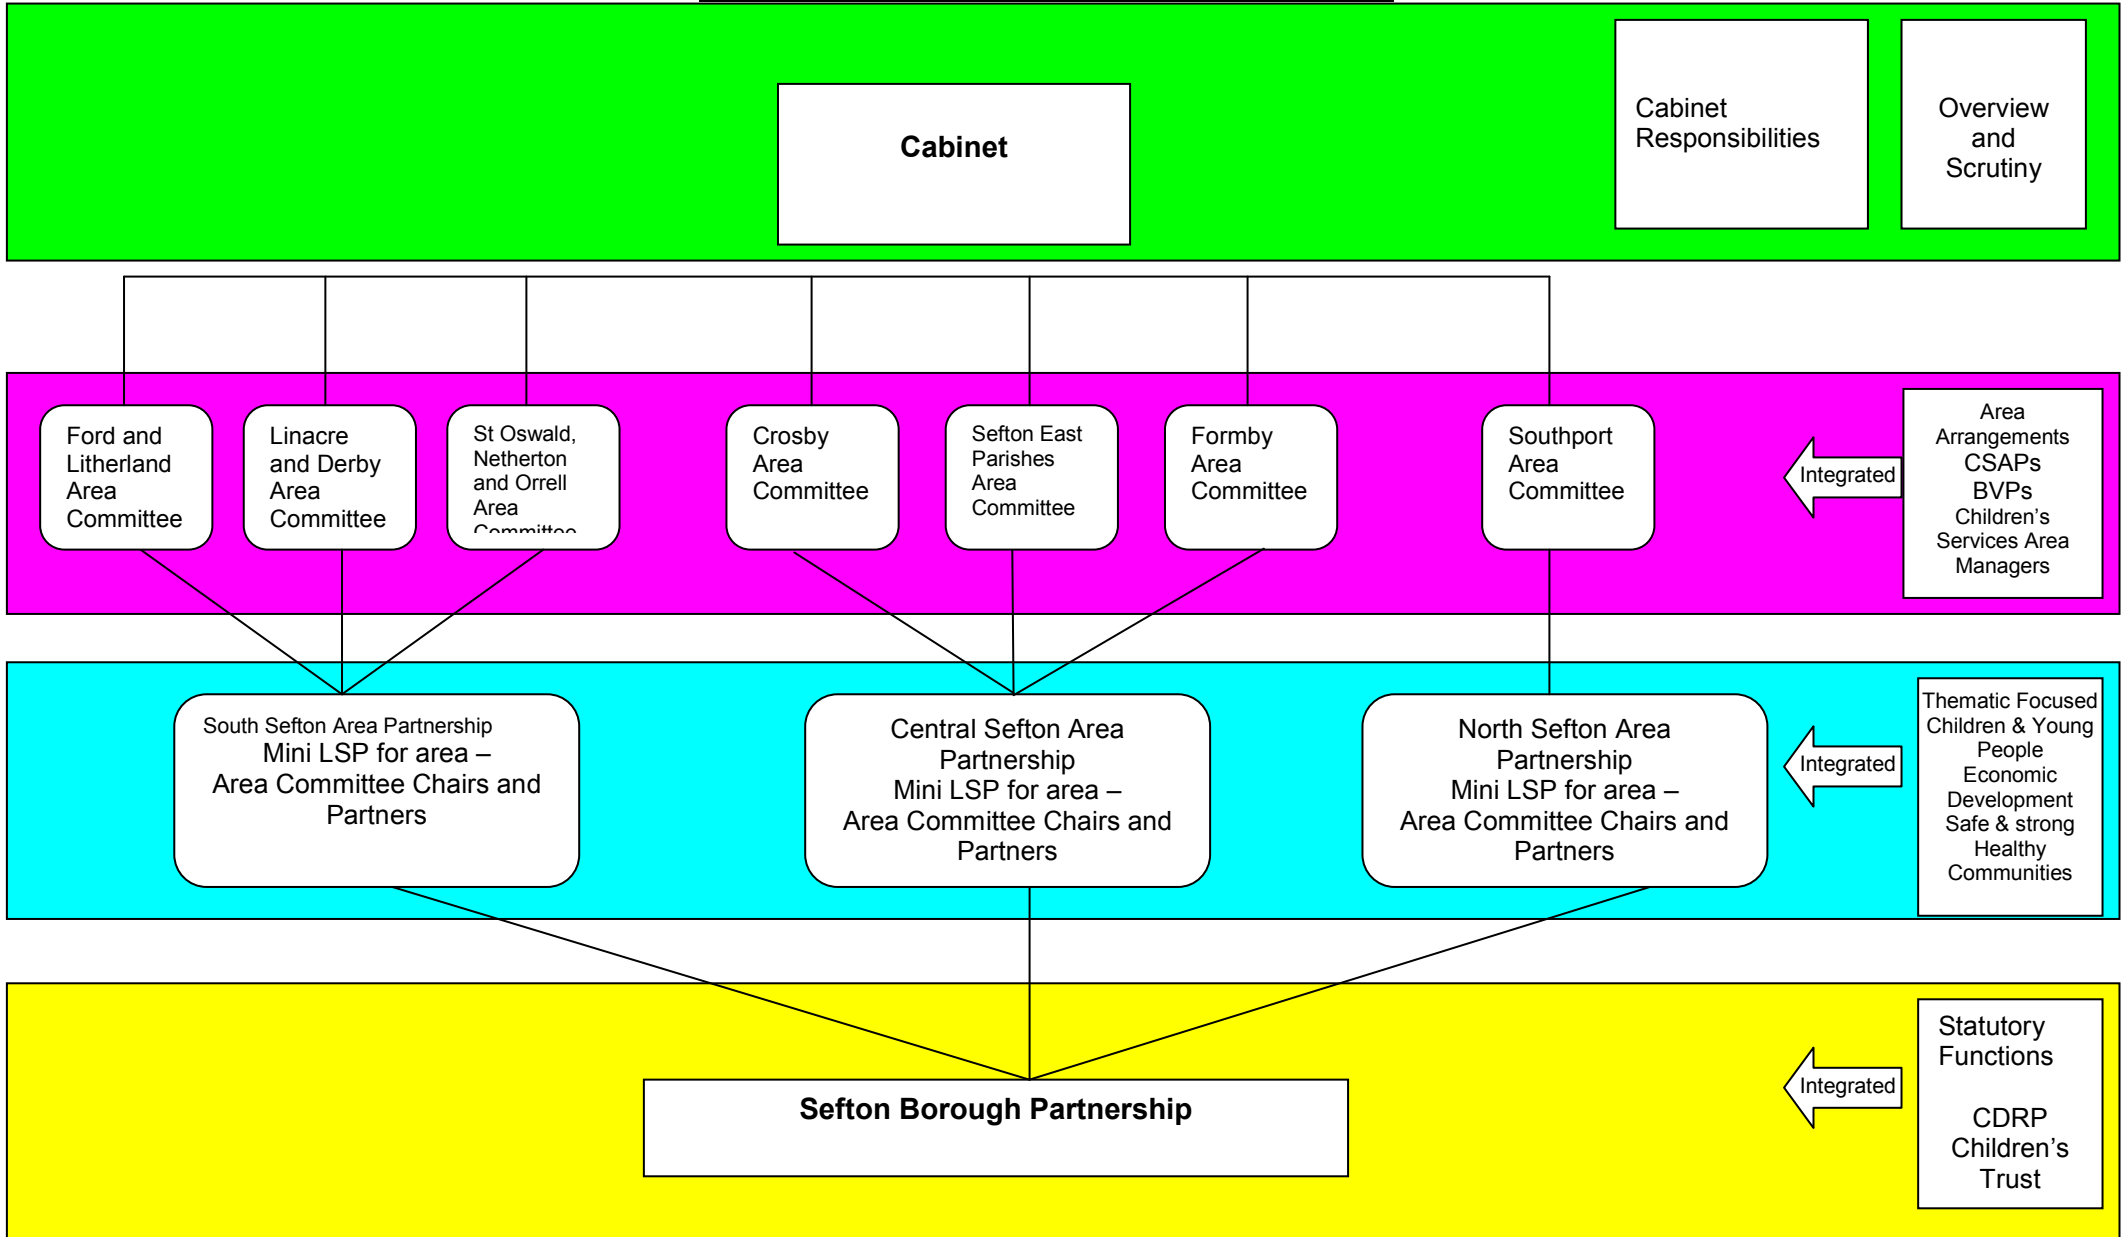 Cabinet
Cabinet
Responsibilities
Overview
and
Scrutiny
Ford and
Litherland
Area
Committee
Linacre
and Derby
Area
Committee
St Oswald,
Netherton
and Orrell
Area
Committee
Crosby
Area
Committee
Sefton East
Parishes
Area
Committee
Formby
Area
Committee
Southport
Area
Committee
Integrated
Area
Arrangements
CSAPs
BVPs
Children’s
Services Area
Managers
South Sefton Area Partnership
Mini LSP for area –
Area Committee Chairs and
Partners
Central Sefton Area
Partnership
Mini LSP for area –
Area Committee Chairs and
Partners
North Sefton Area
Partnership
Mini LSP for area –
Area Committee Chairs and
Partners
Integrated
Thematic Focused
Children & Young
People
Economic
Development
Safe & strong
Healthy
Communities
Sefton Borough Partnership
Integrated
Statutory
Functions
CDRP
Children’s
Trust